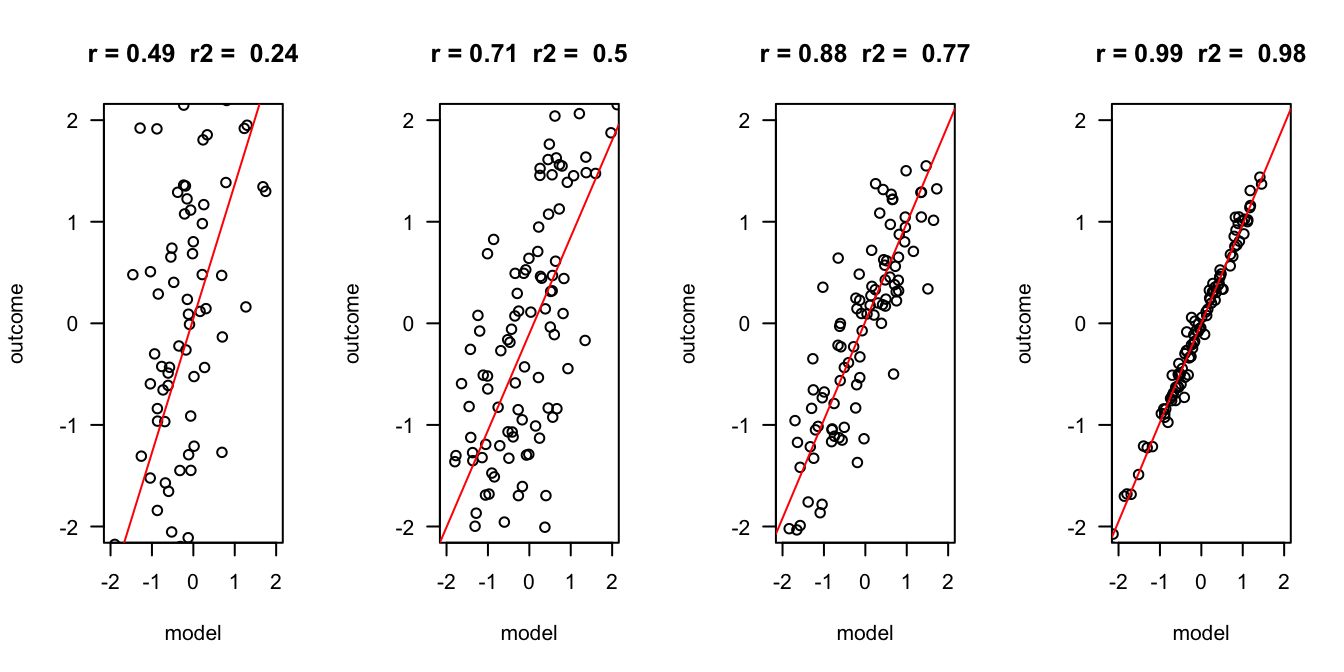 r = 0.49 r2 = 0.24
2
1
0
-1
-2
outcome
-2 -1 0 1 2
model
r = 0.71 r2 = 0.5
2
1
0
-1
-2
outcome
-2 -1 0 1 2
model
r = 0.88 r2 = 0.77
2
1
0
-1
-2
outcome
-2 -1 0 1 2
model
r = 0.99 r2 = 0.98
2
1
0
-1
-2
outcome
-2 -1 0 1 2
model